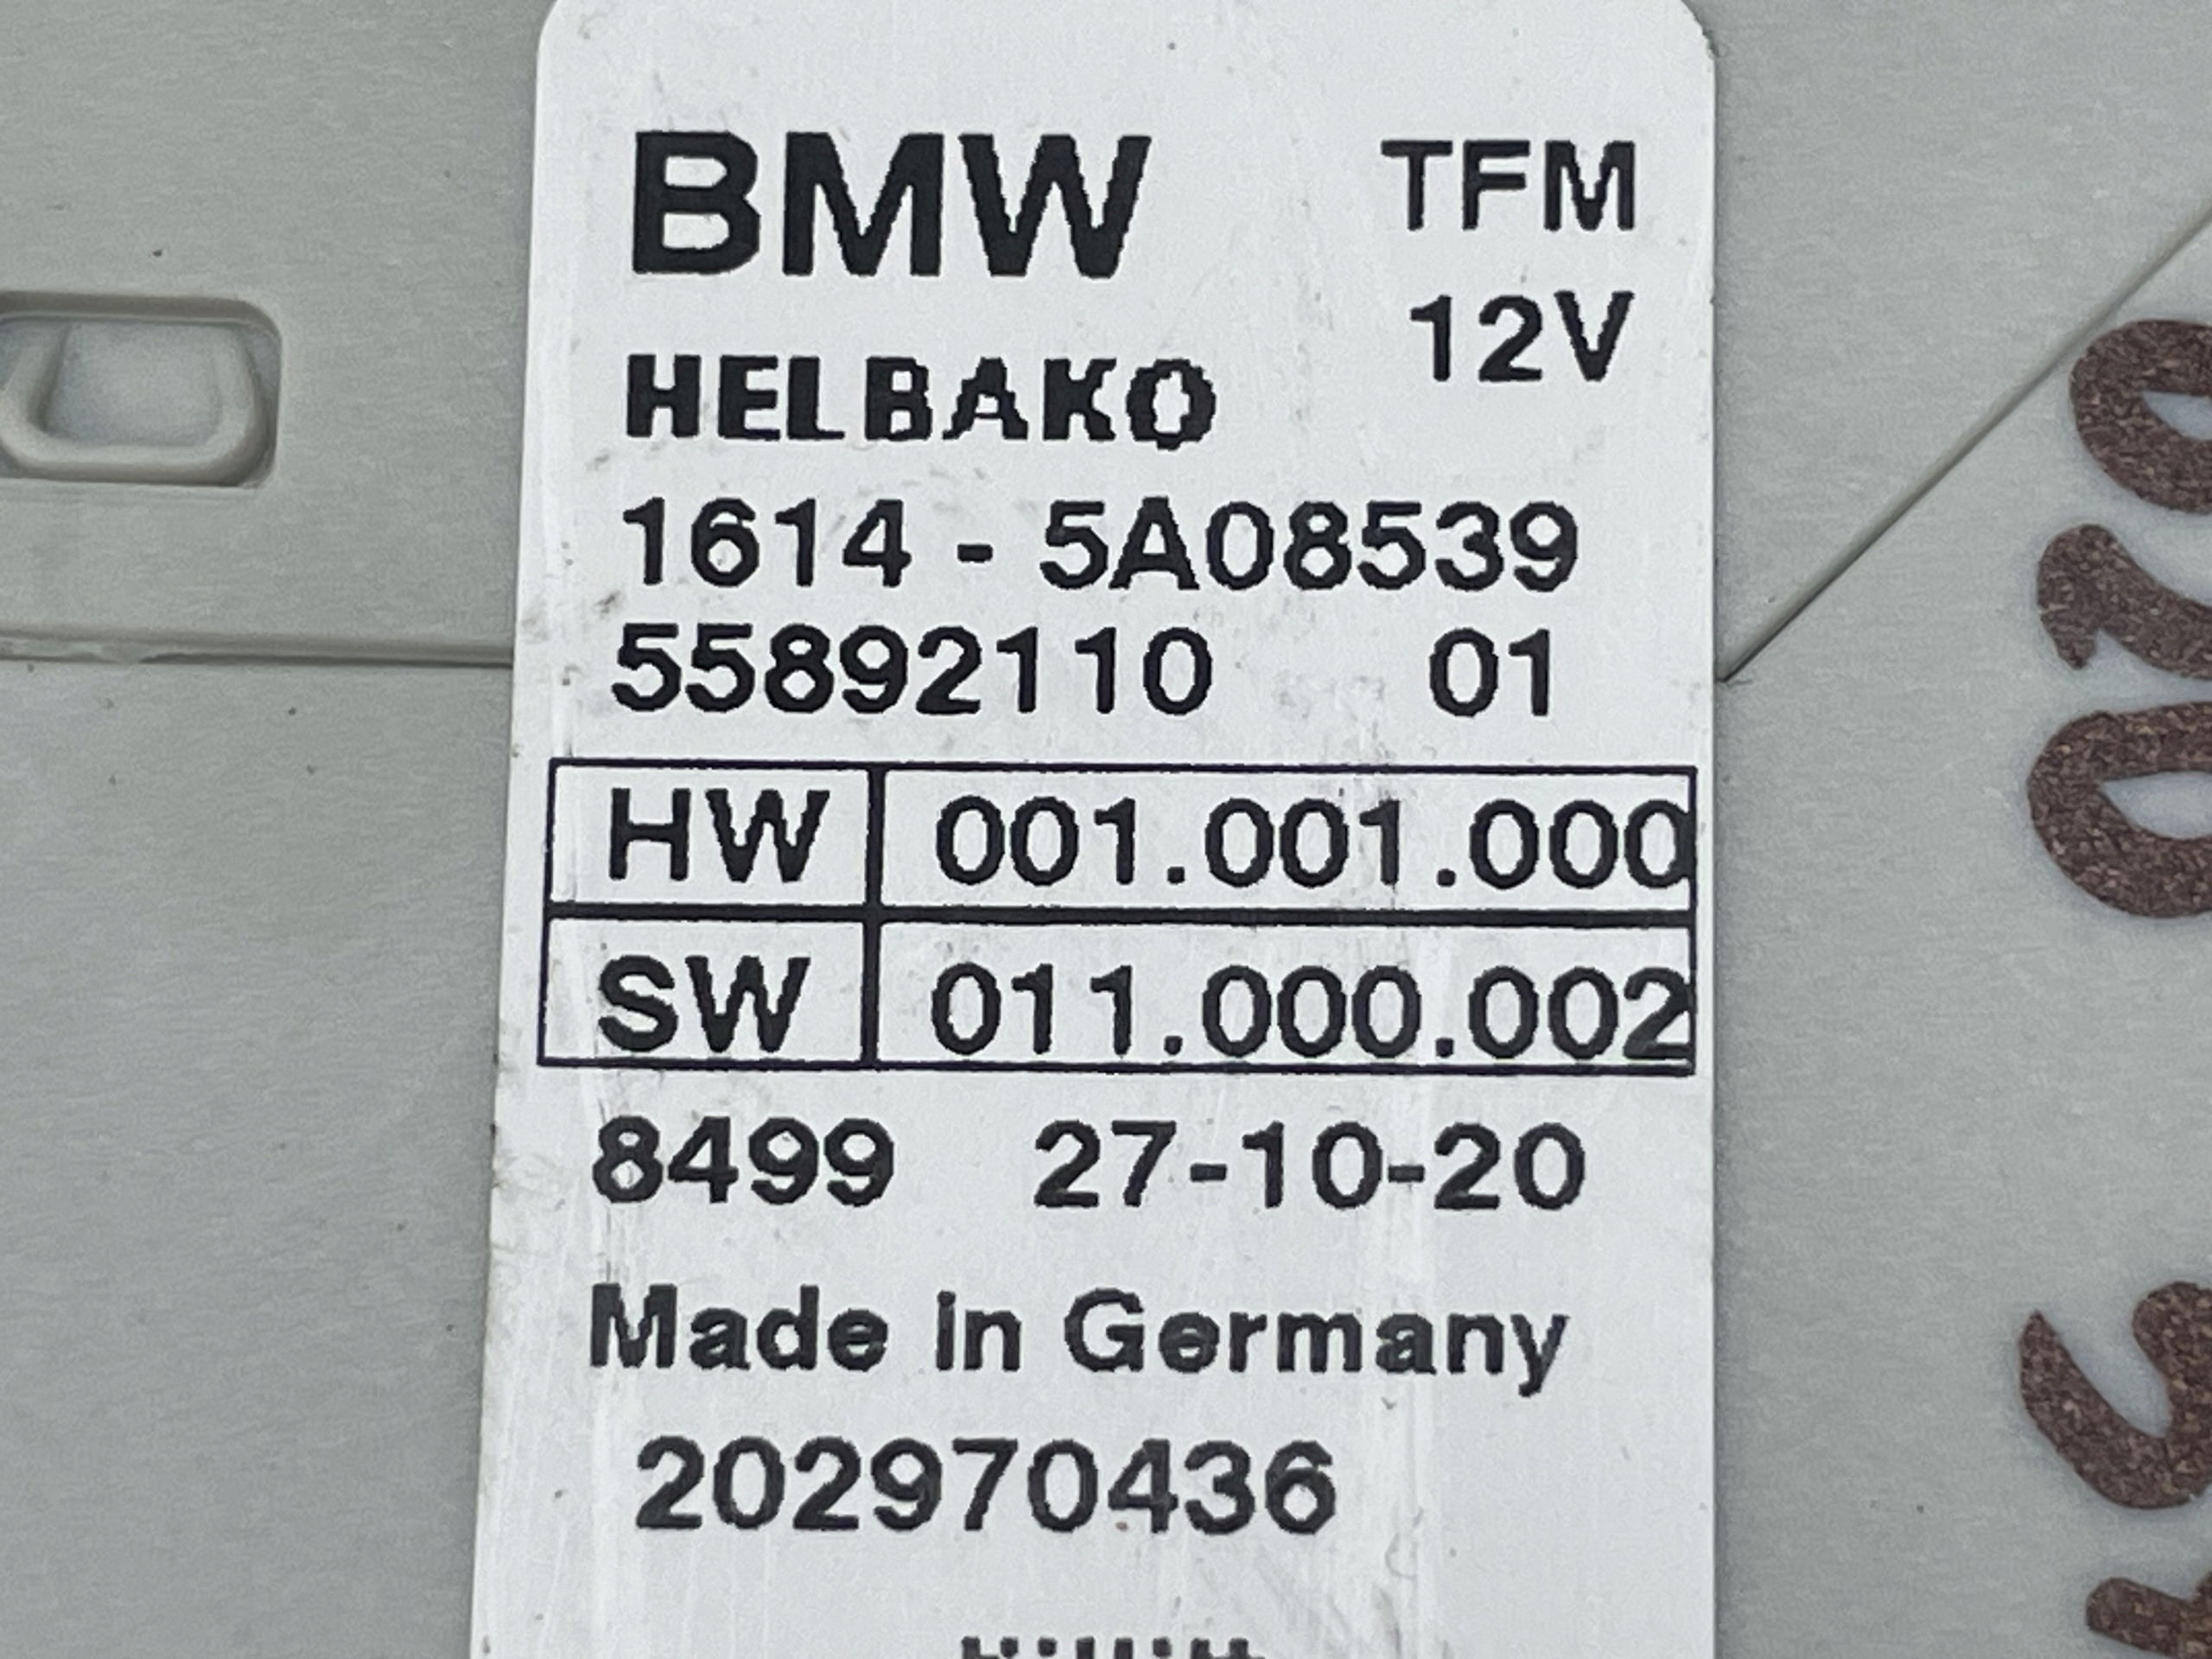 BMW TFM
12V
HELBAKO
1614 - 5A08539
55892110 01
HW 001.001.000
SW 011.000.002
8499 27-10-20
Made in Germany
202970436